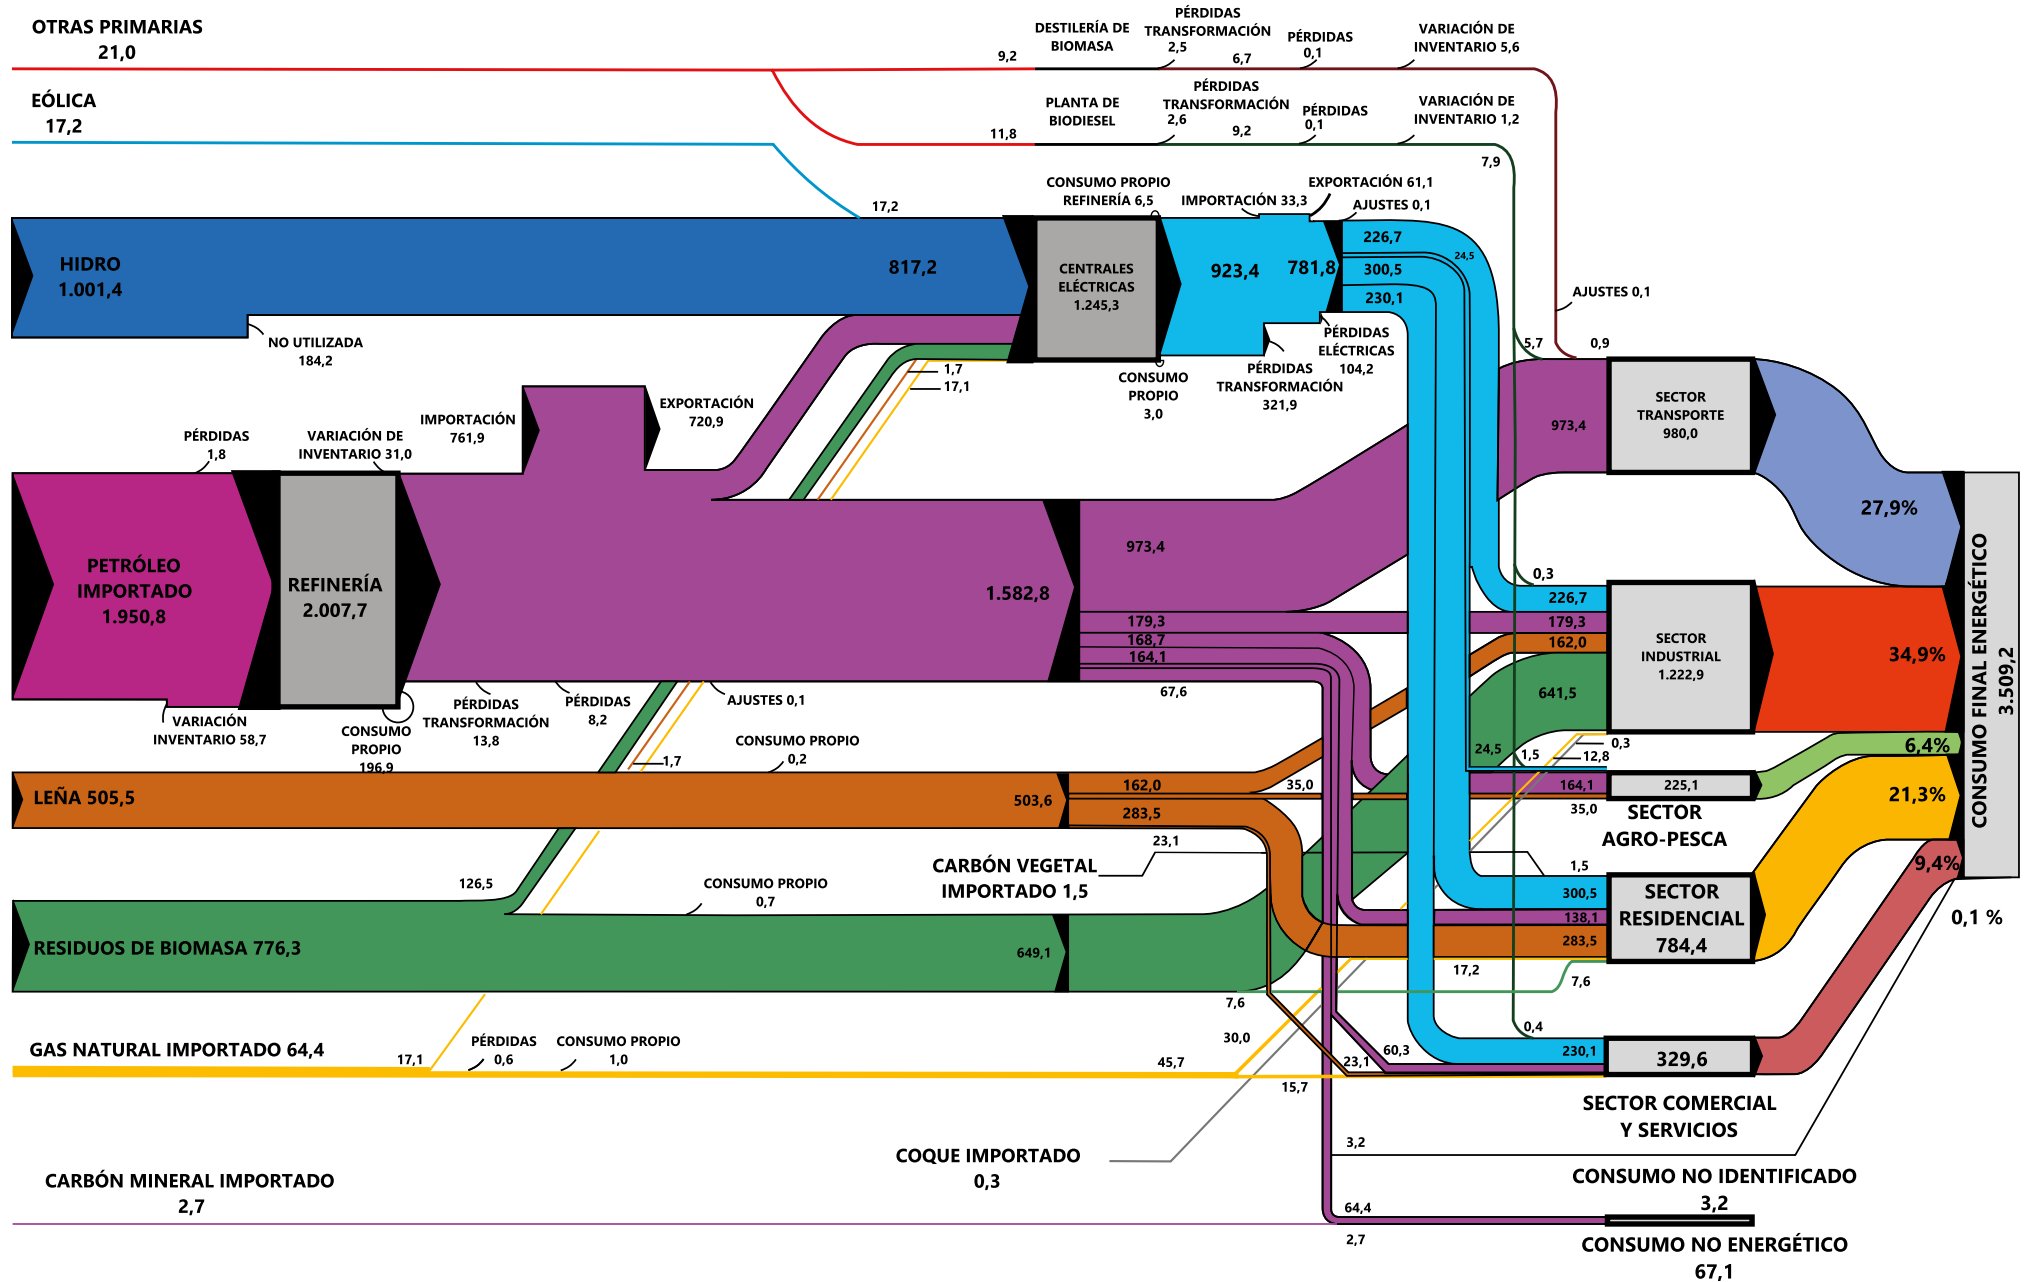 OTRAS PRIMARIAS
21,0
9,2
DESTILERÍA DE
BIOMASA
PÉRDIDAS
TRANSFORMACIÓN
2,5
6,7
PÉRDIDAS
0,1
VARIACIÓN DE
INVENTARIO 5,6
EÓLICA
17,2
11,8
PLANTA DE
BIODIESEL
PÉRDIDAS
TRANSFORMACIÓN
2,6
9,2
PÉRDIDAS
0,1
VARIACIÓN DE
INVENTARIO 1,2
7,9
17,2
CONSUMO PROPIO
REFINERÍA 6,5
IMPORTACIÓN 33,3
EXPORTACIÓN 61,1
AJUSTES 0,1
HIDRO
1.001,4
817,2
CENTRALES
ELÉCTRICAS
1.245,3
923,4
781,8
226,7
300,5
230,1
24,5
AJUSTES 0,1
NO UTILIZADA
184,2
1,7
17,1
CONSUMO
PROPIO
3,0
PÉRDIDAS
TRANSFORMACIÓN
321,9
PÉRDIDAS
ELÉCTRICAS
104,2
5,7
0,9
IMPORTACIÓN
761,9
EXPORTACIÓN
720,9
PÉRDIDAS
1,8
VARIACIÓN DE
INVENTARIO 31,0
973,4
SECTOR
TRANSPORTE
980,0
27,9%
PETRÓLEO
IMPORTADO
1.950,8
REFINERÍA
2.007,7
1.582,8
973,4
179,3
168,7
164,1
67,6
0,3
226,7
179,3
162,0
641,5
SECTOR
INDUSTRIAL
1.222,9
34,9%
CONSUMO FINAL ENERGÉTICO
3.509,2
VARIACIÓN
INVENTARIO 58,7
CONSUMO
PROPIO
196,9
PÉRDIDAS
TRANSFORMACIÓN
13,8
PÉRDIDAS
8,2
AJUSTES 0,1
1,7
CONSUMO PROPIO
0,2
24,5
1,5
0,3
12,8
6,4%
LEÑA 505,5
503,6
162,0
283,5
35,0
164,1
35,0
225,1
SECTOR
AGRO-PESCA
21,3%
23,1
CARBÓN VEGETAL
IMPORTADO 1,5
1,5
126,5
CONSUMO PROPIO
0,7
300,5
138,1
283,5
SECTOR
RESIDENCIAL
784,4
9,4%
0,1 %
RESIDUOS DE BIOMASA 776,3
649,1
7,6
17,2
7,6
GAS NATURAL IMPORTADO 64,4
17,1
PÉRDIDAS
0,6
CONSUMO PROPIO
1,0
45,7
30,0
15,7
23,1
60,3
0,4
230,1
329,6
SECTOR COMERCIAL
Y SERVICIOS
COQUE IMPORTADO
0,3
3,2
CONSUMO NO IDENTIFICADO
3,2
CARBÓN MINERAL IMPORTADO
2,7
64,4
2,7
CONSUMO NO ENERGÉTICO
67,1